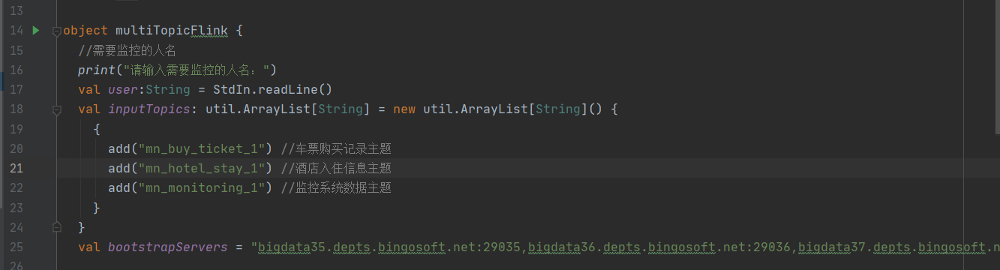 13
14 object multiTopicFlink {
15 //需要监控的人名
16 print("请输入需要监控的人名：")
17 val user:String = StdIn.readLine()
18 val inputTopics: util.ArrayList[String] = new util.ArrayList[String]() {
19 {
20 add("mn_buy_ticket_1") //车票购买记录主题
21 add("mn_hotel_stay_1") //酒店入住信息主题
22 add("mn_monitoring_1") //监控系统数据主题
23 }
24 }
25 val bootstrapServers = "bigdata35.depts.bingosoft.net:29035,bigdata36.depts.bingosoft.net:29036,bigdata37.depts.bingosoft.n
26